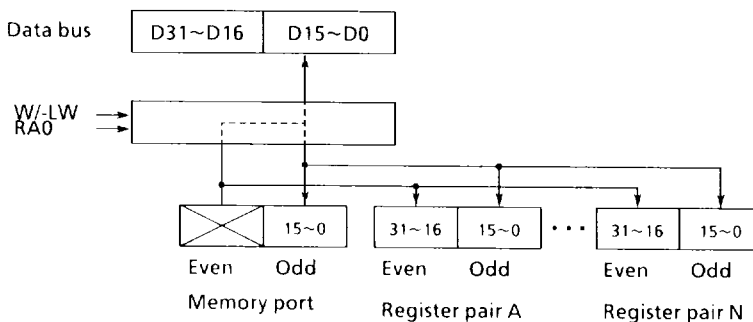 Data bus
D31~D16 D15~D0
W/-LW
RA0
15~0 31~16 15~0 ··· 31~16 15~0
Even Odd Even Odd Even Odd
Memory port Register pair A Register pair N